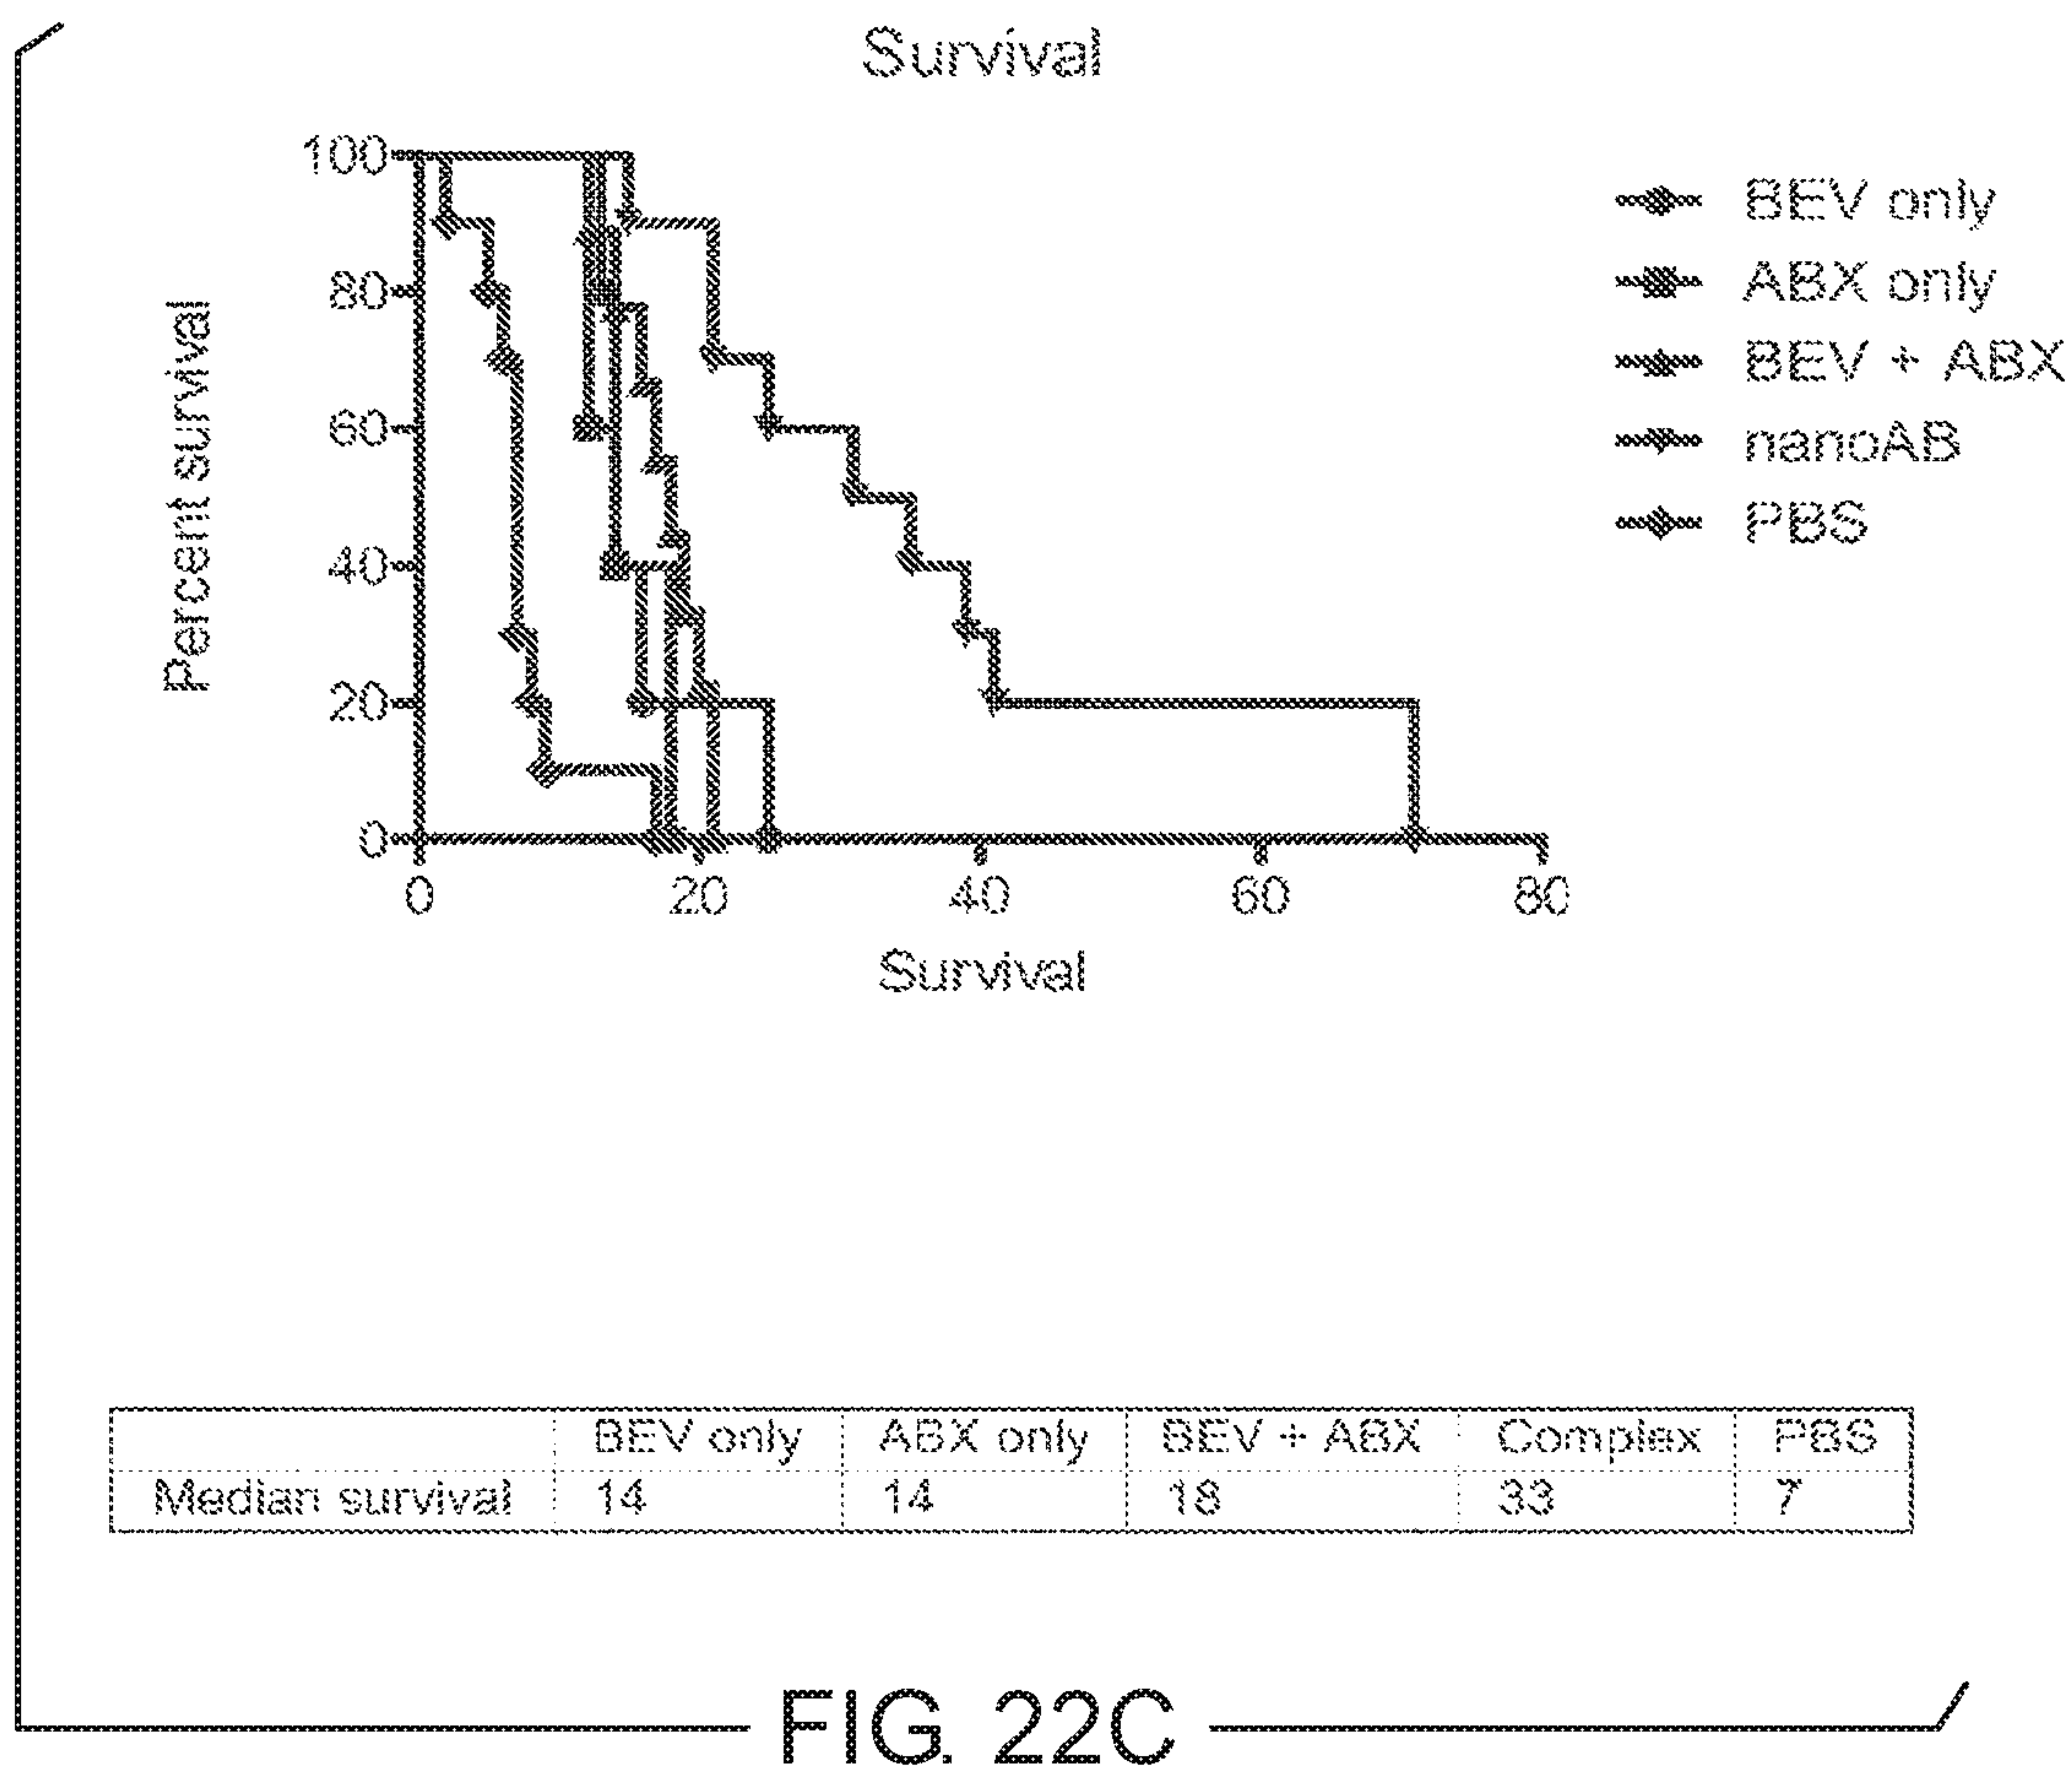 Survival
100
80
60
40
20
0
Percent survival
0 20 40 60 80
Survival
BEV only
ABX only
BEV + ABX
nanoAB
PBS
BEV only ABX only BEV + ABX Complex PBS
Median survival 14 14 18 33 7
FIG. 22C